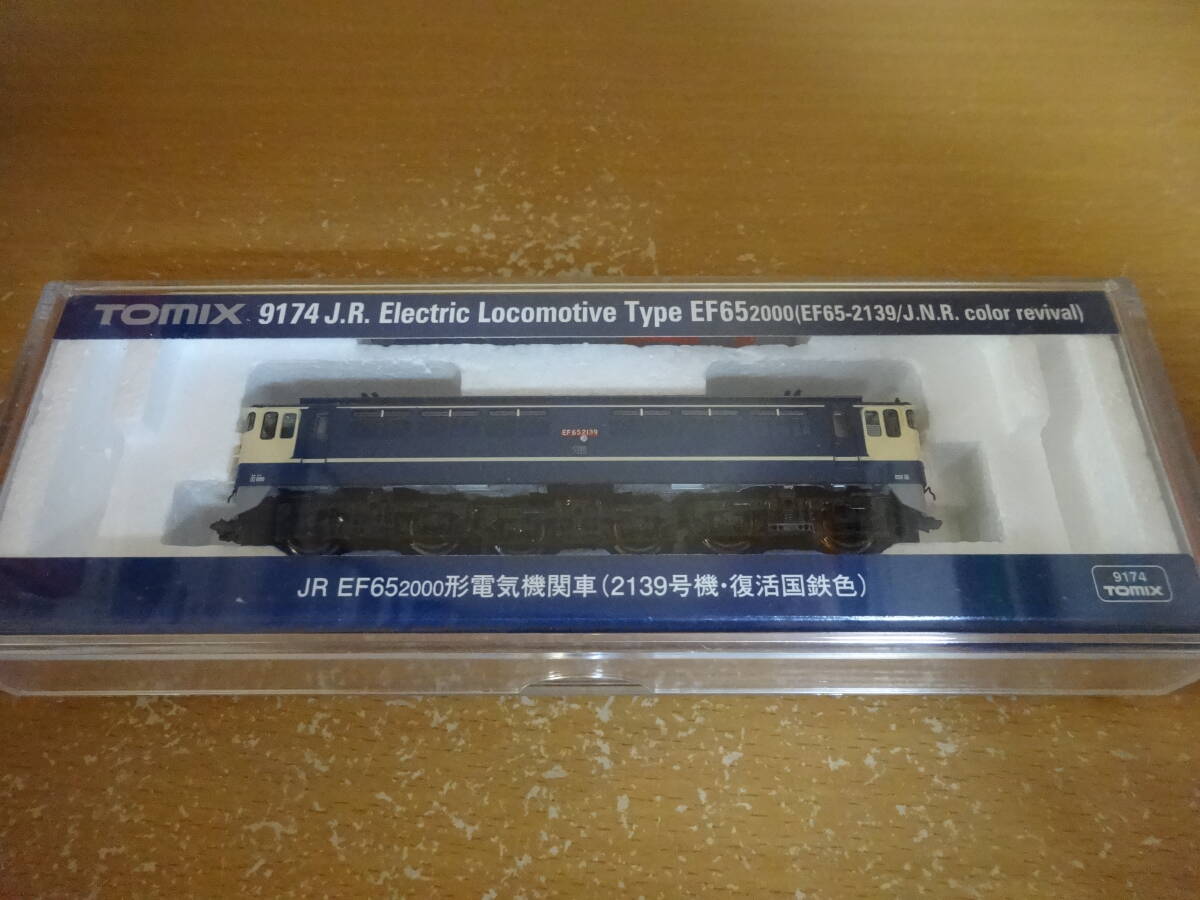 TOMIX 9174 J.R. Electric Locomotive Type EF652000(EF65-2139/J.N.R. color revival)
EF652139
JR EF652000形電気機関車(2139号機・復活国鉄色)
9174
TOMIX